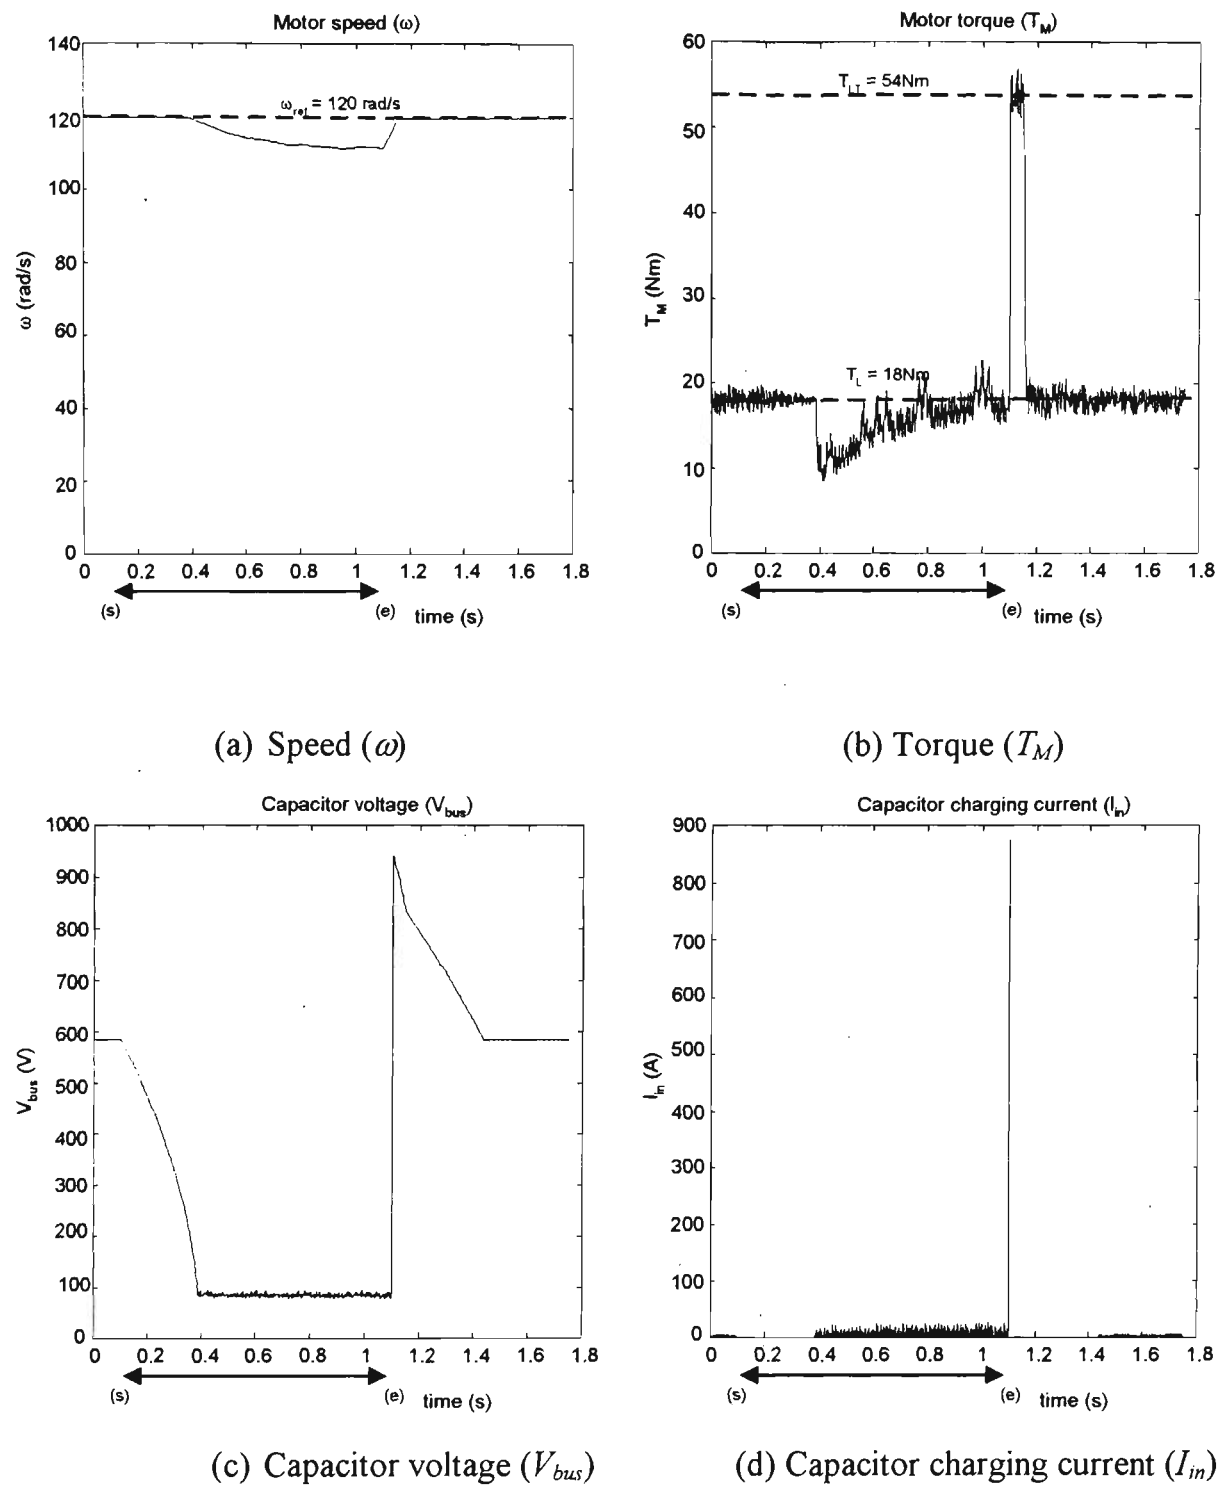 Motor speed (ω)
140
120
100
80
60
40
20
0
ω (rad/s)
ω_ref = 120 rad/s
0 0.2 0.4 0.6 0.8 1 1.2 1.4 1.6 1.8
(s) (e) time (s)
Motor torque (T_M)
60
50
40
30
20
10
0
T_M (Nm)
T_LT = 54Nm
T_L = 18Nm
0 0.2 0.4 0.6 0.8 1 1.2 1.4 1.6 1.8
(s) (e) time (s)
(a) Speed (ω)
(b) Torque (T_M)
Capacitor voltage (V_bus)
1000
900
800
700
600
500
400
300
200
100
0
V_bus (V)
0 0.2 0.4 0.6 0.8 1 1.2 1.4 1.6 1.8
(s) (e) time (s)
Capacitor charging current (I_in)
900
800
700
600
500
400
300
200
100
0
I_in (A)
0 0.2 0.4 0.6 0.8 1 1.2 1.4 1.6 1.8
(s) (e) time (s)
(c) Capacitor voltage (V_bus)
(d) Capacitor charging current (I_in)